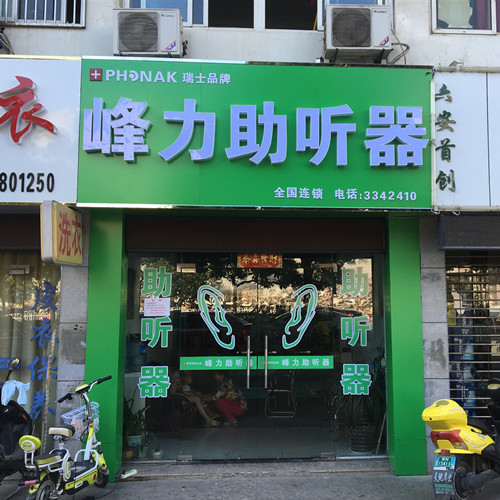 PHONAK 瑞士品牌
峰力助听器
全国连锁 电话:3342410
衣
801250
六安首创
洗衣
助听器
助听器
PHONAK 峰力助听器
峰力助听器